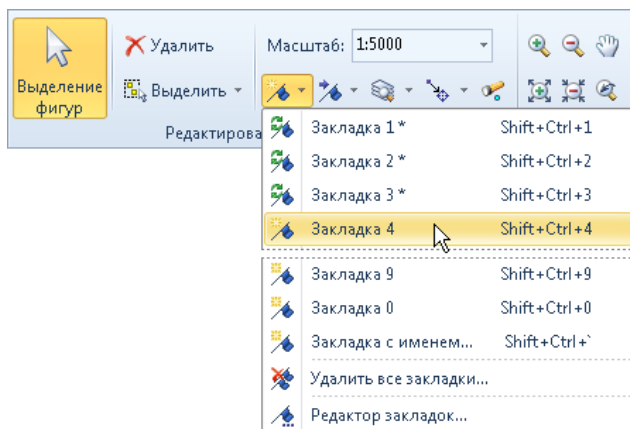 Удалить
Масштаб: 1:5000
Выделение фигур
Выделить
Редактирова
Закладка 1 * Shift+Ctrl+1
Закладка 2 * Shift+Ctrl+2
Закладка 3 * Shift+Ctrl+3
Закладка 4 Shift+Ctrl+4
Закладка 9 Shift+Ctrl+9
Закладка 0 Shift+Ctrl+0
Закладка с именем... Shift+Ctrl+`
Удалить все закладки...
Редактор закладок...